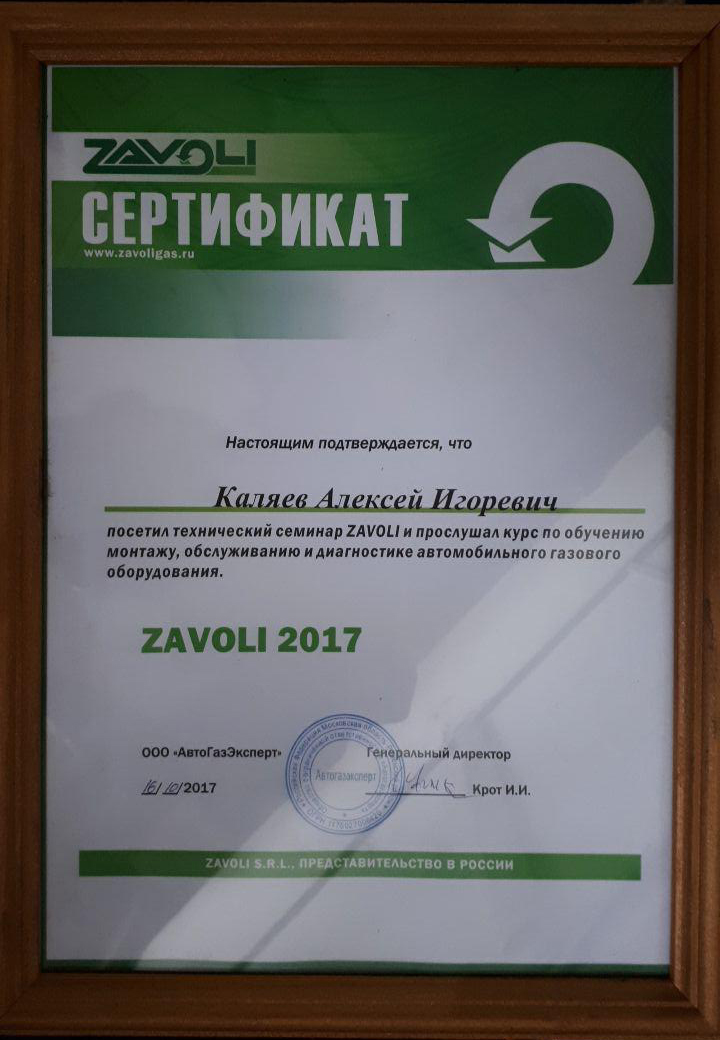 ZAVOLI
СЕРТИФИКАТ
www.zavoligas.ru
Настоящим подтверждается, что
Каляев Алексей Игоревич
посетил технический семинар ZAVOLI и прослушал курс по обучению
монтажу, обслуживанию и диагностике автомобильного газового
оборудования.
ZAVOLI 2017
ООО «АвтоГазЭксперт»
Генеральный директор
Автогазэксперт
16/10/2017
Крот И.И.
ZAVOLI S.R.L., ПРЕДСТАВИТЕЛЬСТВО В РОССИИ